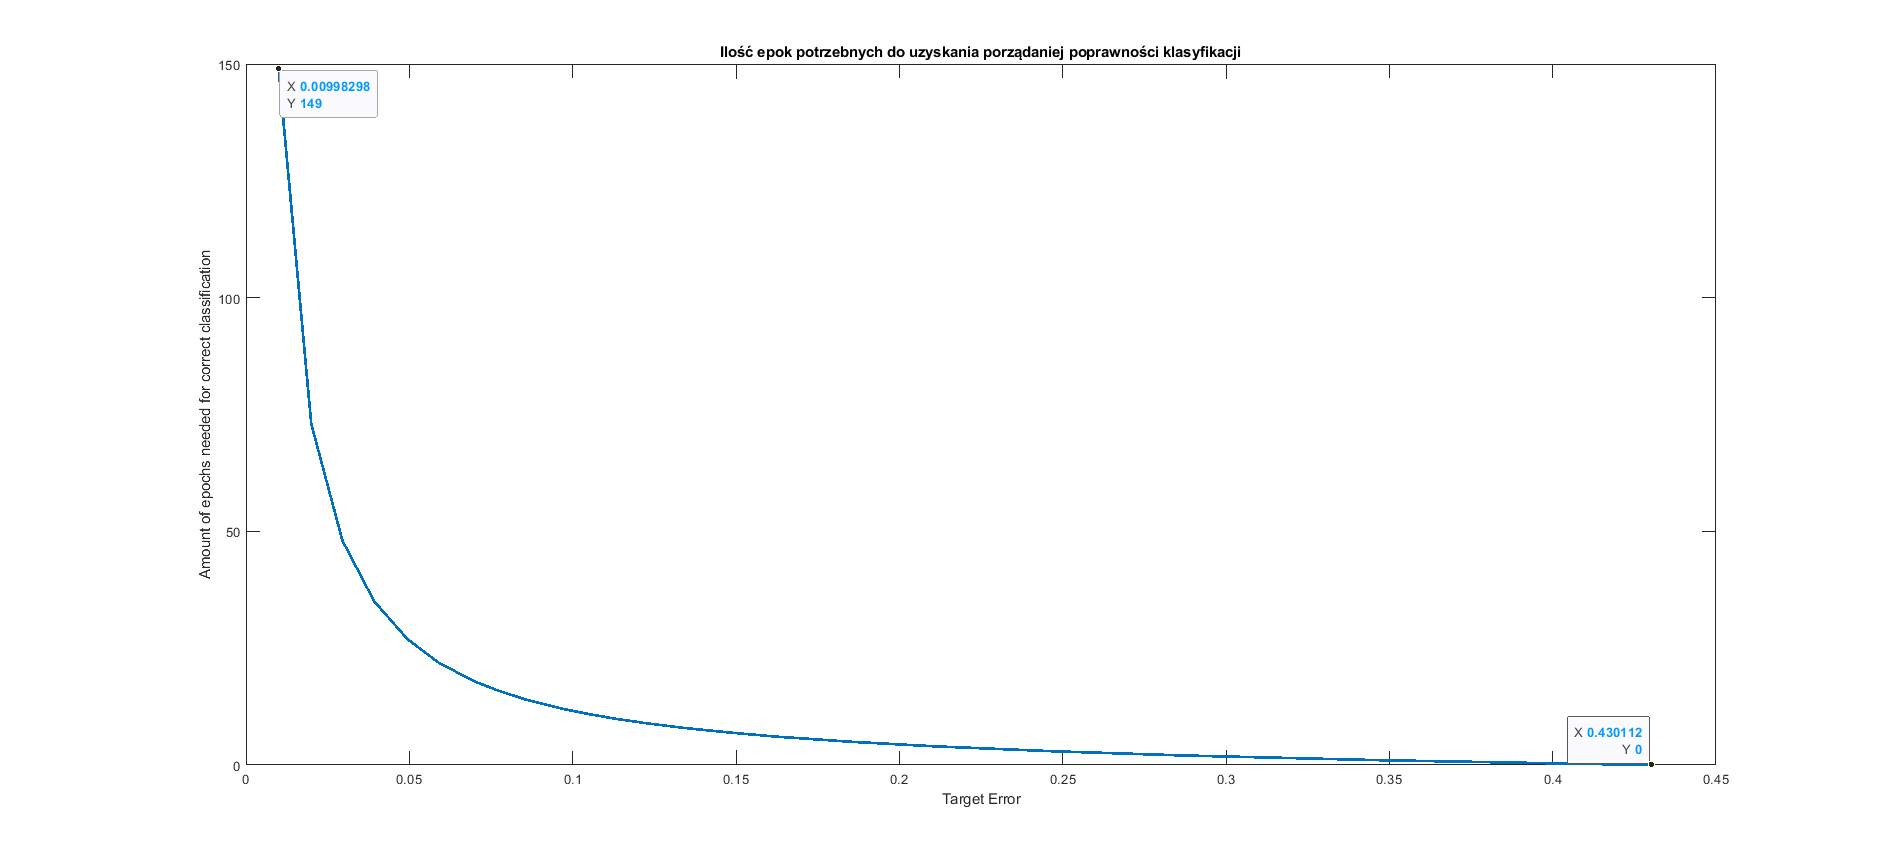 Ilość epok potrzebnych do uzyskania porządaniej poprawności klasyfikacji
150
X 0.00998298
Y 149
100
Amount of epochs needed for correct classification
50
X 0.430112
Y 0
0
0 0.05 0.1 0.15 0.2 0.25 0.3 0.35 0.4 0.45
Target Error